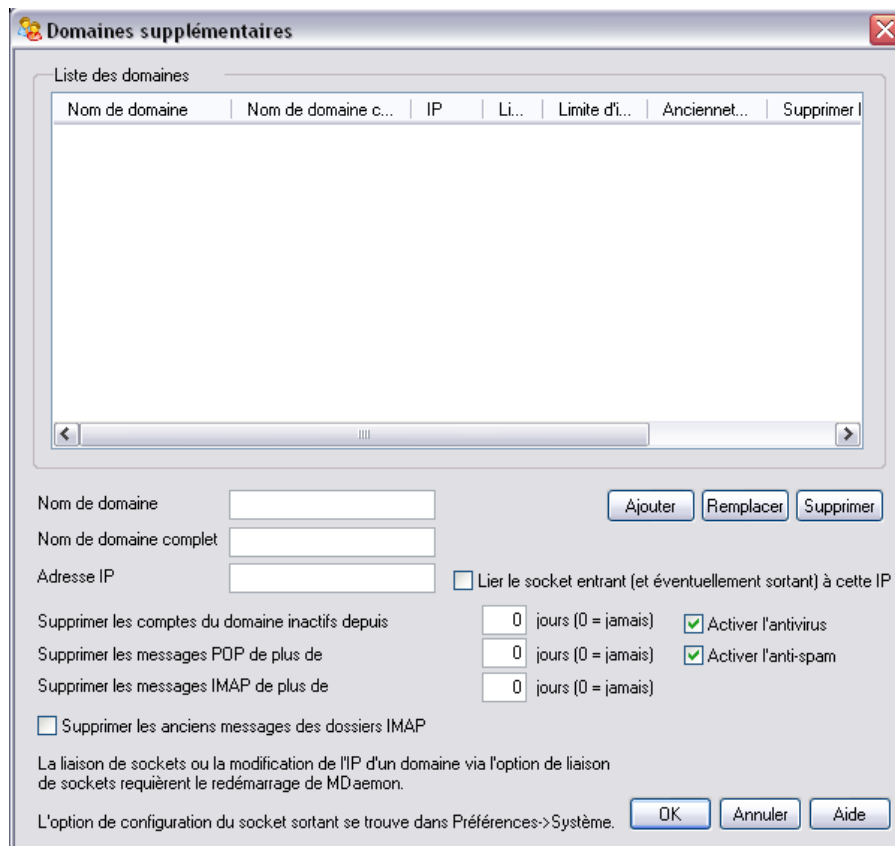 Domaines supplémentaires
Liste des domaines
Nom de domaine Nom de domaine c... IP Li... Limite d'i... Anciennet... Supprimer l
Nom de domaine
Ajouter Remplacer Supprimer
Nom de domaine complet
Adresse IP
Lier le socket entrant (et éventuellement sortant) à cette IP
Supprimer les comptes du domaine inactifs depuis 0 jours (0 = jamais) Activer l'antivirus
Supprimer les messages POP de plus de 0 jours (0 = jamais) Activer l'anti-spam
Supprimer les messages IMAP de plus de 0 jours (0 = jamais)
Supprimer les anciens messages des dossiers IMAP
La liaison de sockets ou la modification de l'IP d'un domaine via l'option de liaison
de sockets requièrent le redémarrage de MDaemon.
L'option de configuration du socket sortant se trouve dans Préférences->Système.
OK Annuler Aide